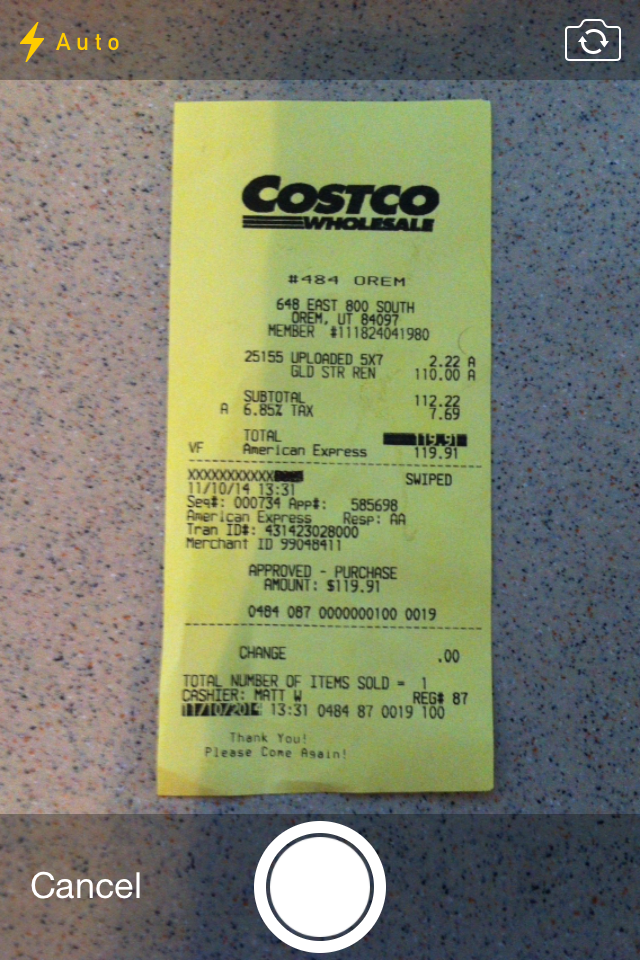 Auto
COSTCO
WHOLESALE
#484 OREM
648 EAST 800 SOUTH
OREM, UT 84097
MEMBER #111824041980
25155 UPLOADED 5X7 2.22 A
GLD STR REN 110.00 A
SUBTOTAL 112.22
A 6.85% TAX 7.69
TOTAL 119.91
VF American Express 119.91
XXXXXXXXXXX SWIPED
11/10/14 13:31
Seq#: 000734 App#: 585698
American Express Resp: AA
Tran ID#: 431423028000
Merchant ID 99048411
APPROVED - PURCHASE
AMOUNT: $119.91
0484 087 0000000100 0019
CHANGE .00
TOTAL NUMBER OF ITEMS SOLD = 1
CASHIER: MATT W REG# 87
11/10/2014 13:31 0484 87 0019 100
Thank You!
Please Come Again!
Cancel